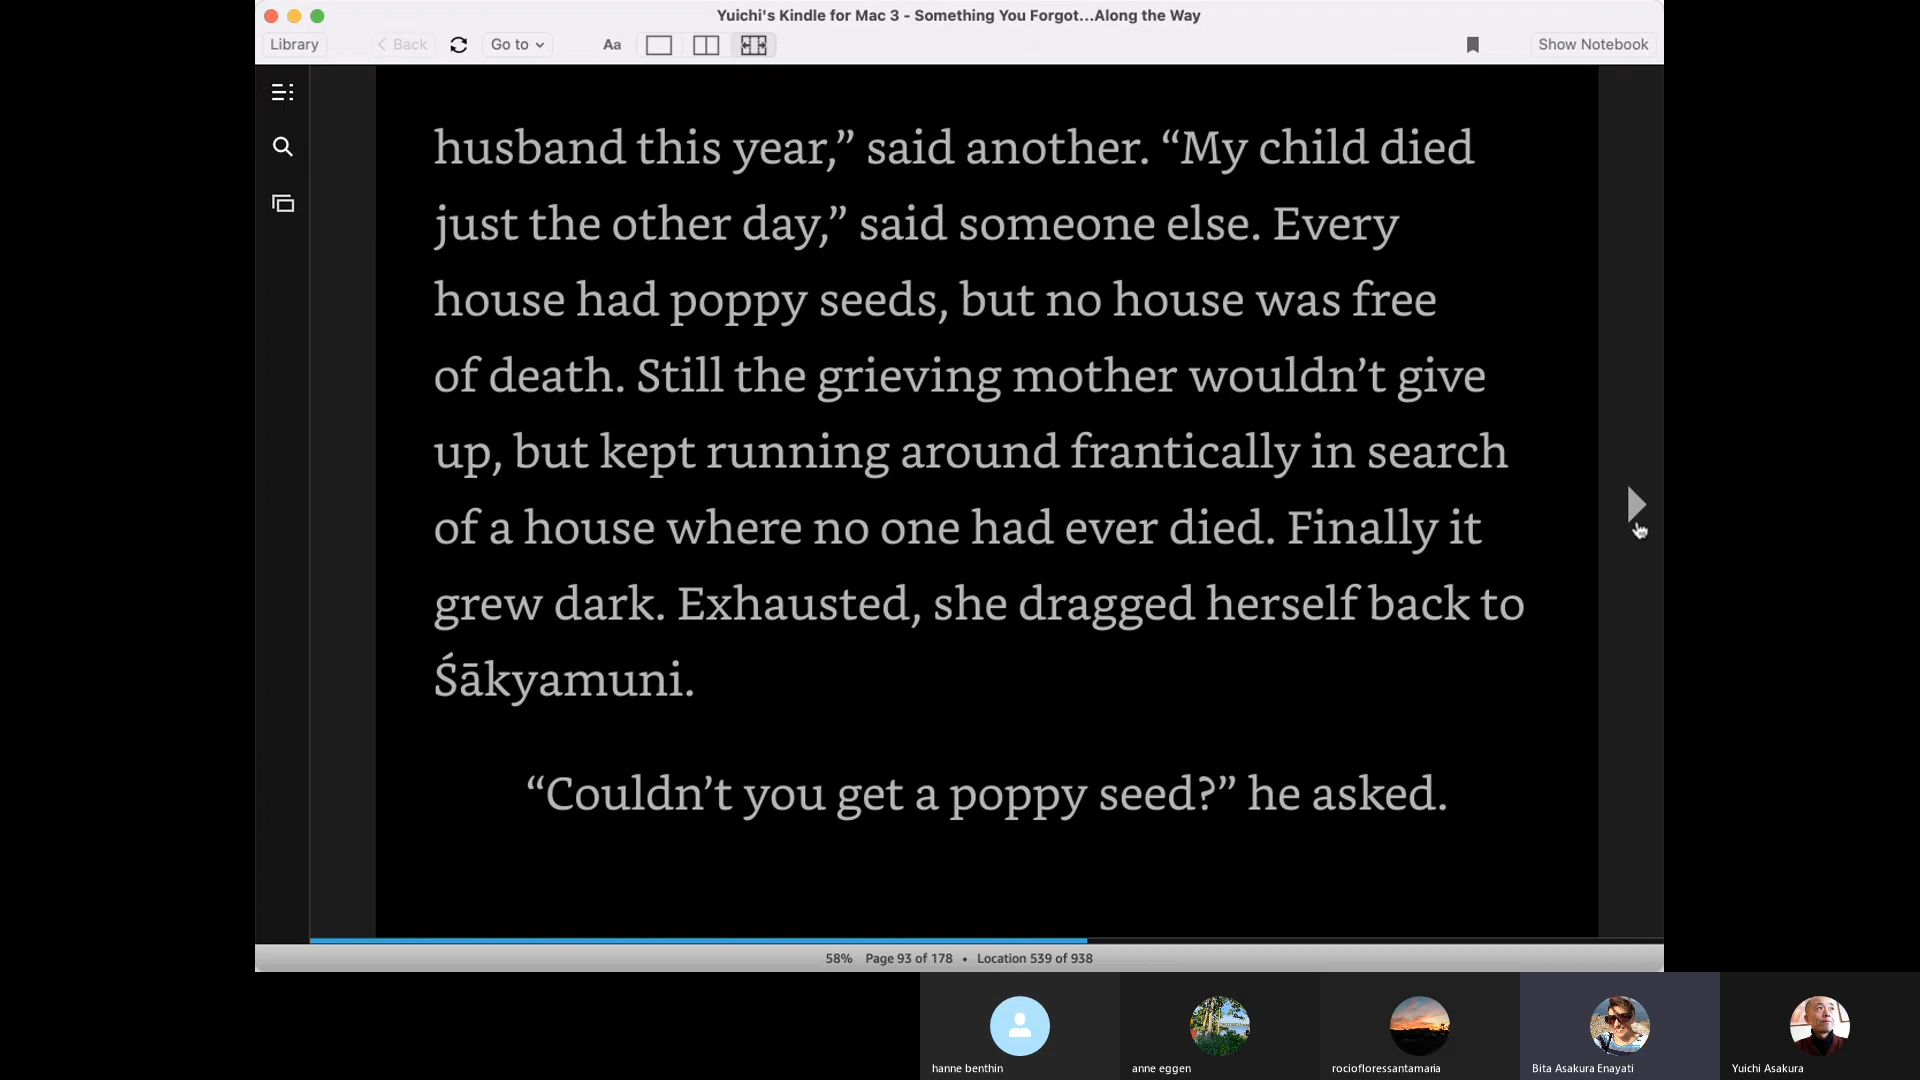 Yuichi's Kindle for Mac 3 - Something You Forgot...Along the Way
Library
Back
Go to
Aa
Show Notebook
husband this year,” said another. “My child died
just the other day,” said someone else. Every
house had poppy seeds, but no house was free
of death. Still the grieving mother wouldn’t give
up, but kept running around frantically in search
of a house where no one had ever died. Finally it
grew dark. Exhausted, she dragged herself back to
Śākyamuni.
“Couldn’t you get a poppy seed?” he asked.
58% Page 93 of 178 • Location 539 of 938
hanne benthin
anne eggen
rociofloressantamaria
Bita Asakura Enayati
Yuichi Asakura